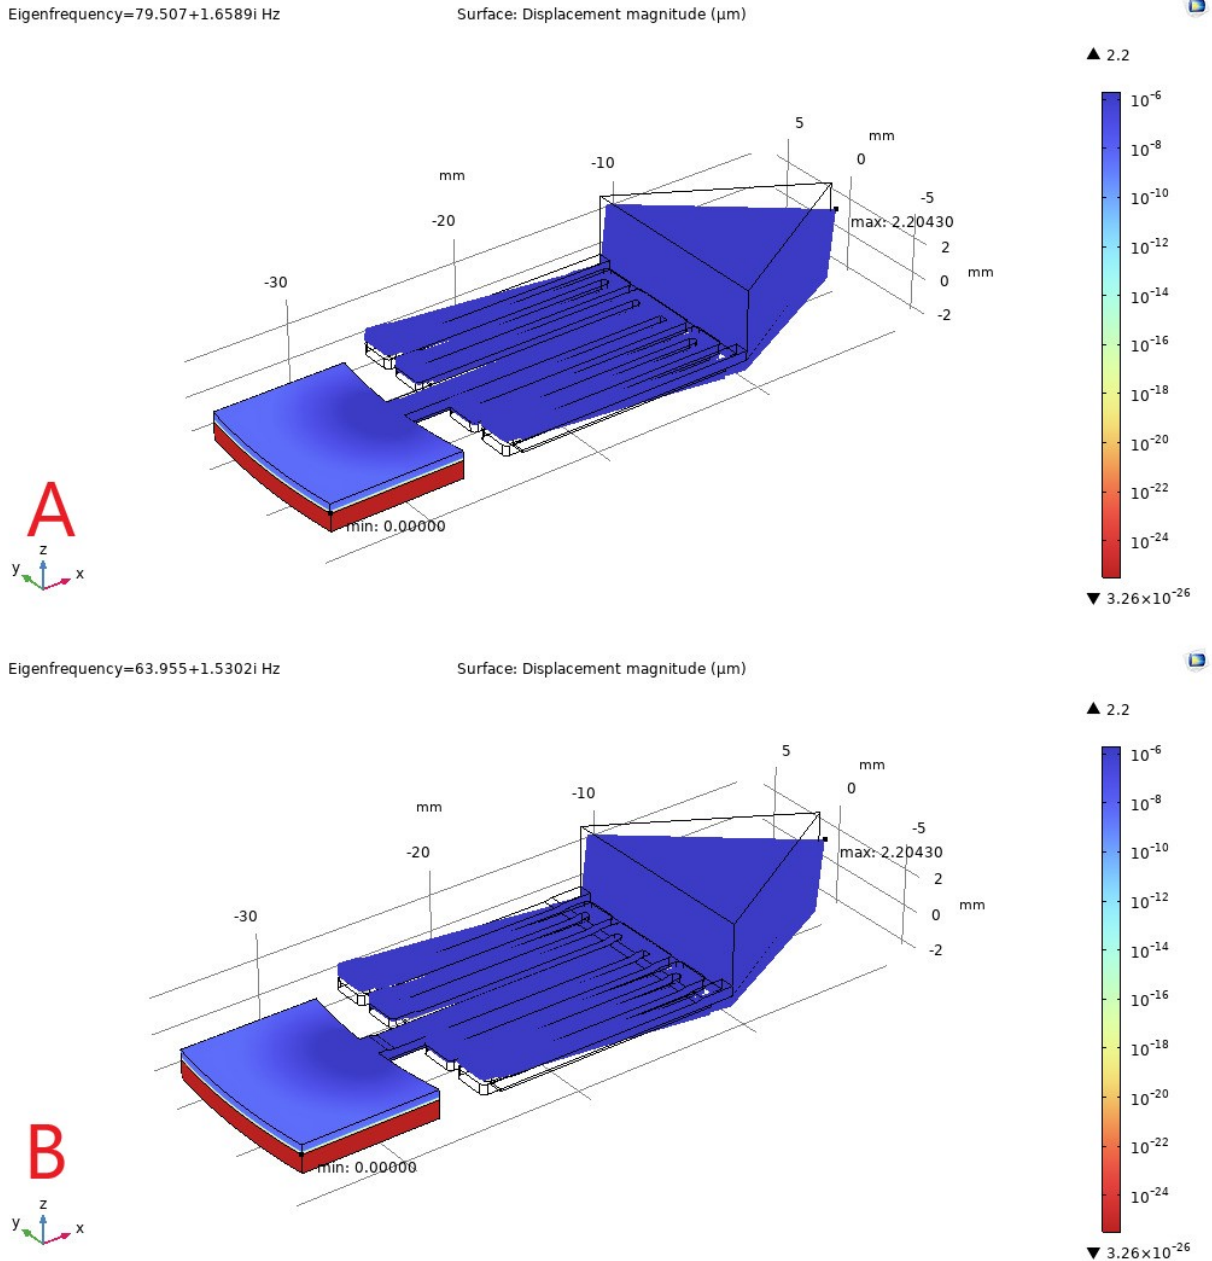 Eigenfrequency=79.507+1.6589i Hz
Surface: Displacement magnitude (μm)
▲ 2.2
10⁻⁶
10⁻⁸
10⁻¹⁰
10⁻¹²
10⁻¹⁴
10⁻¹⁶
10⁻¹⁸
10⁻²⁰
10⁻²²
10⁻²⁴
▼ 3.26×10⁻²⁶
5
mm
0
-10
mm
-5
-20
max: 2.20430
2
mm
0
-30
-2
A
min: 0.00000
z
y
x
Eigenfrequency=63.955+1.5302i Hz
Surface: Displacement magnitude (μm)
▲ 2.2
10⁻⁶
10⁻⁸
10⁻¹⁰
10⁻¹²
10⁻¹⁴
10⁻¹⁶
10⁻¹⁸
10⁻²⁰
10⁻²²
10⁻²⁴
▼ 3.26×10⁻²⁶
5
mm
0
-10
mm
-5
-20
max: 2.20430
2
mm
0
-30
-2
B
min: 0.00000
z
y
x